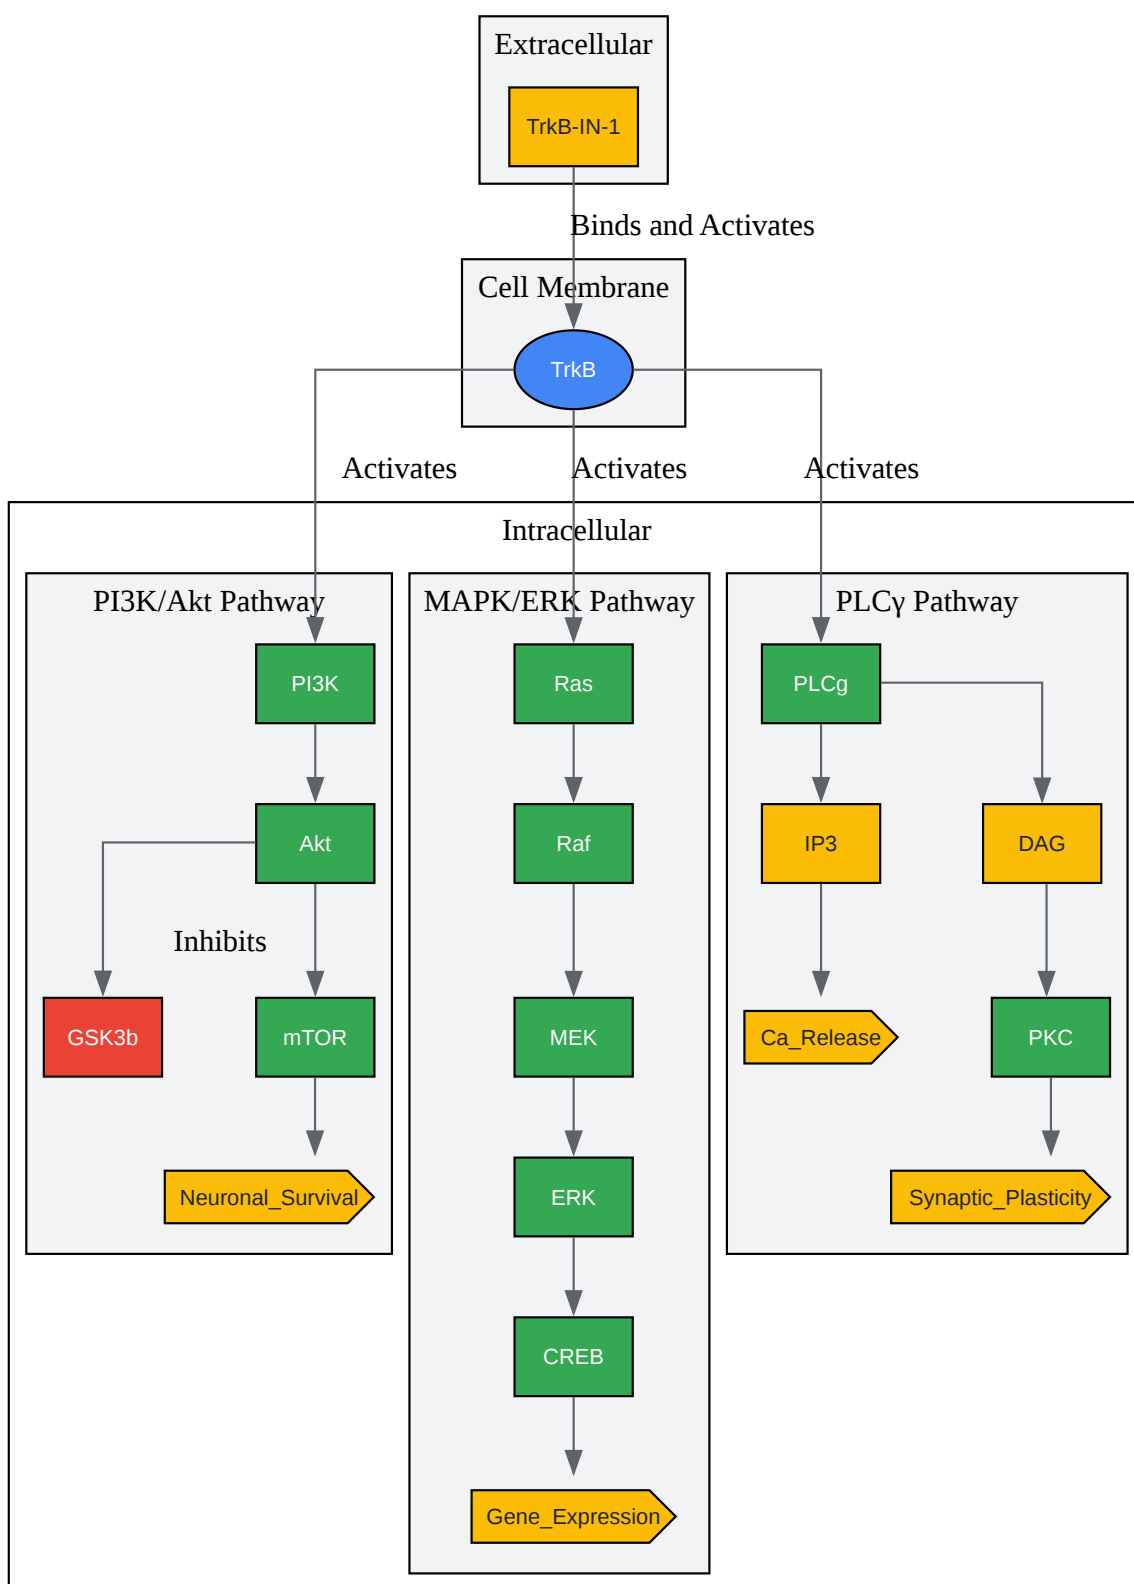 Extracellular
TrkB-IN-1
Binds and Activates
Cell Membrane
TrkB
Activates
Activates
Activates
Intracellular
PI3K/Akt Pathway
MAPK/ERK Pathway
PLCγ Pathway
PI3K
Ras
PLCg
Akt
Raf
IP3
DAG
Inhibits
GSK3b
mTOR
MEK
Ca_Release
PKC
Neuronal_Survival
ERK
Synaptic_Plasticity
CREB
Gene_Expression